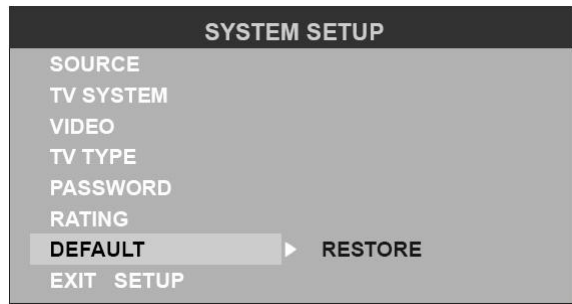 SYSTEM SETUP
SOURCE
TV SYSTEM
VIDEO
TV TYPE
PASSWORD
RATING
DEFAULT RESTORE
EXIT SETUP